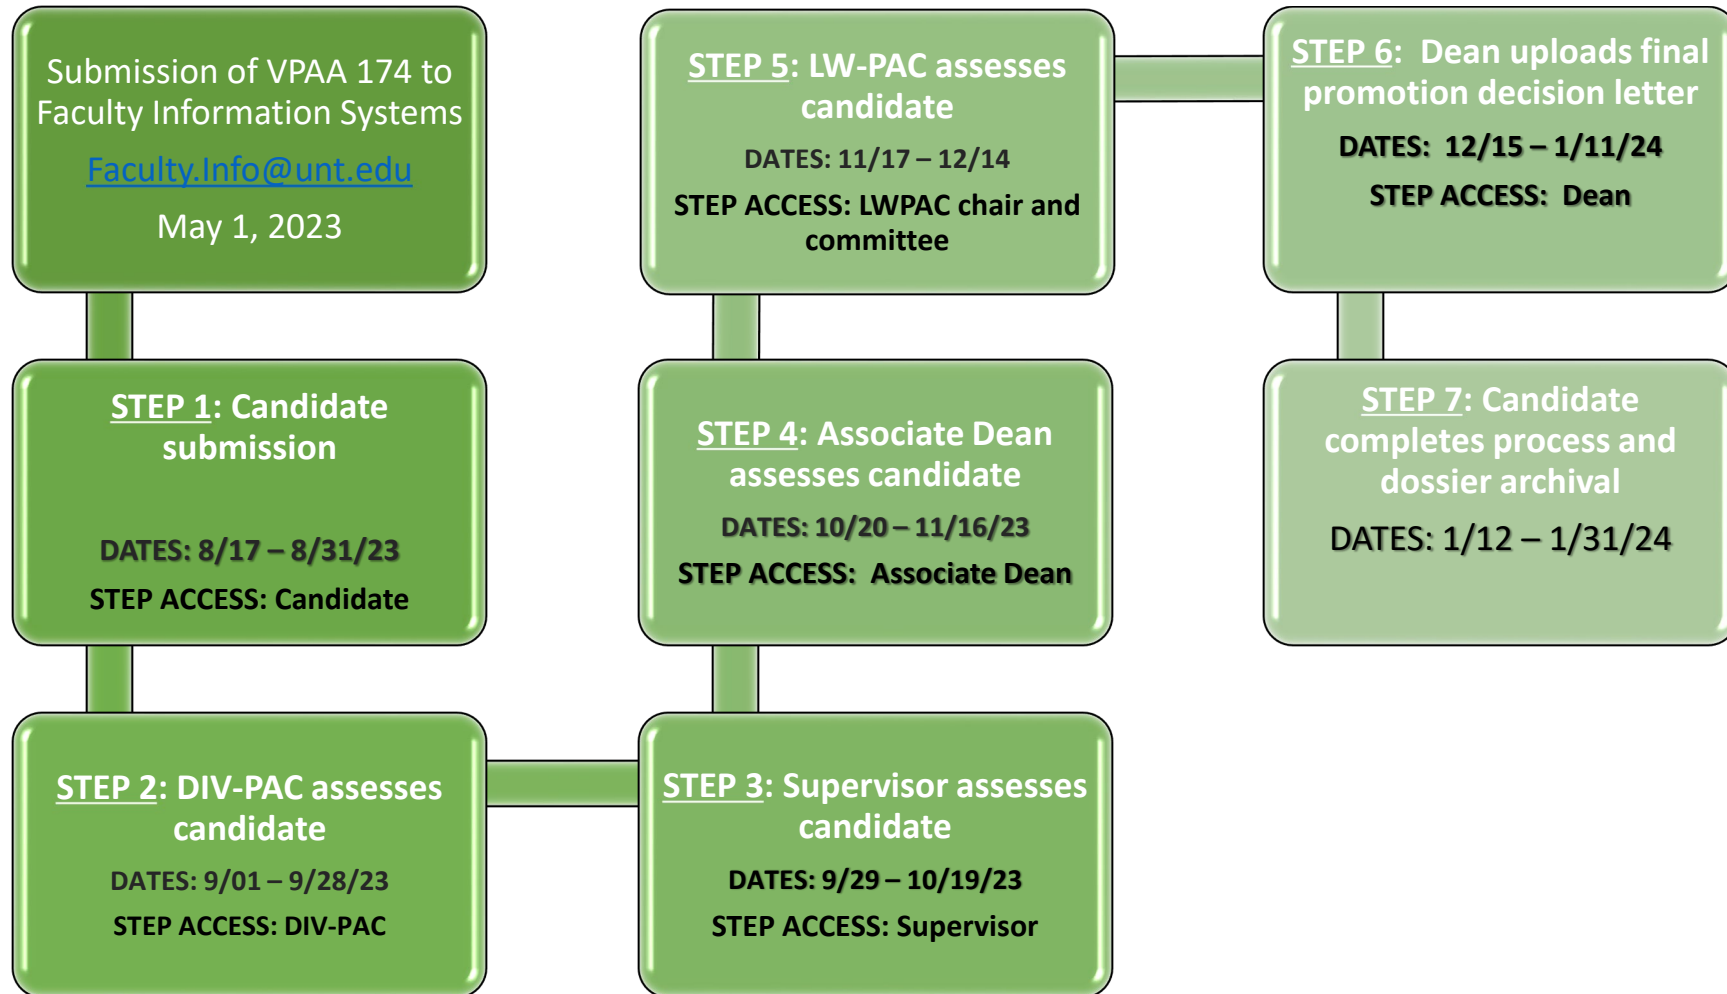 Submission of VPAA 174 to
Faculty Information Systems
Faculty.Info@unt.edu
May 1, 2023
STEP 1: Candidate
submission
DATES: 8/17 – 8/31/23
STEP ACCESS: Candidate
STEP 2: DIV-PAC assesses
candidate
DATES: 9/01 – 9/28/23
STEP ACCESS: DIV-PAC
STEP 3: Supervisor assesses
candidate
DATES: 9/29 – 10/19/23
STEP ACCESS: Supervisor
STEP 4: Associate Dean
assesses candidate
DATES: 10/20 – 11/16/23
STEP ACCESS: Associate Dean
STEP 5: LW-PAC assesses
candidate
DATES: 11/17 – 12/14
STEP ACCESS: LWPAC chair and
committee
STEP 6: Dean uploads final
promotion decision letter
DATES: 12/15 – 1/11/24
STEP ACCESS: Dean
STEP 7: Candidate
completes process and
dossier archival
DATES: 1/12 – 1/31/24